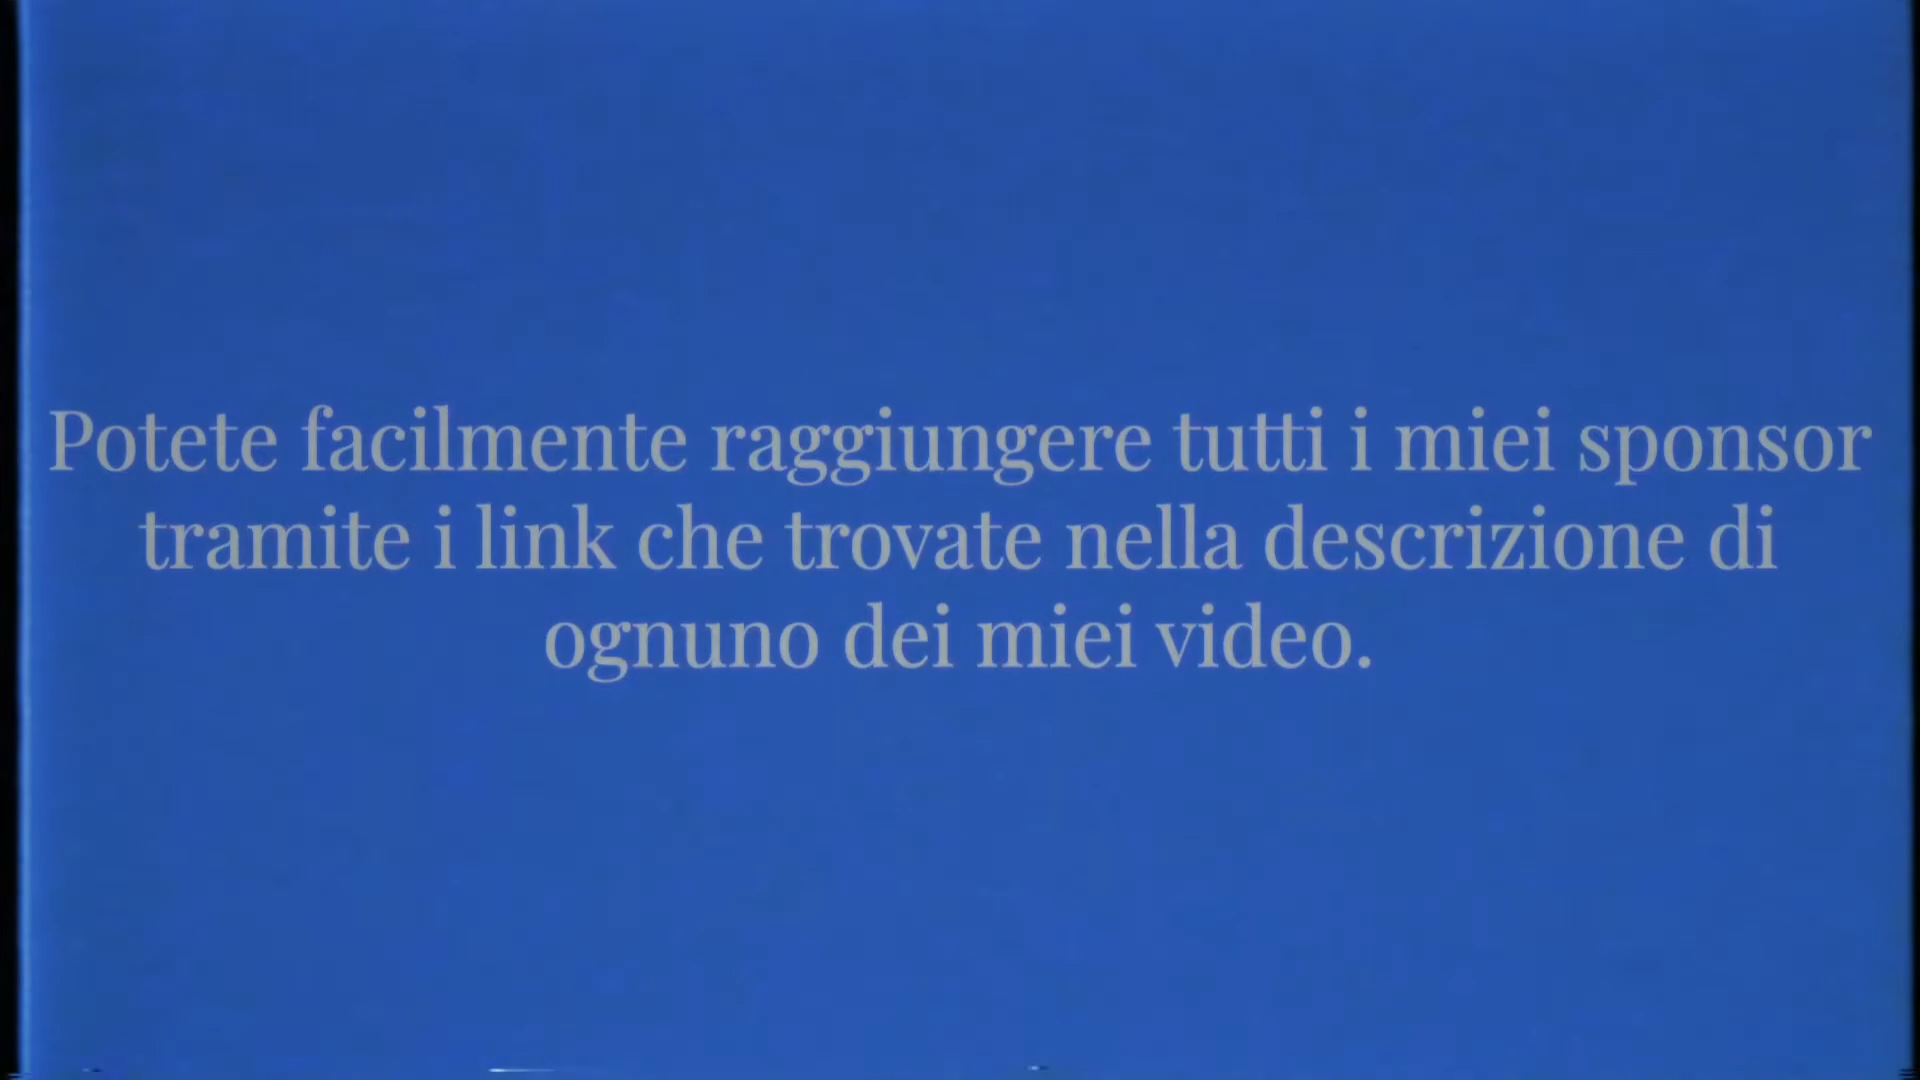 Potete facilmente raggiungere tutti i miei sponsor
tramite i link che trovate nella descrizione di
ognuno dei miei video.